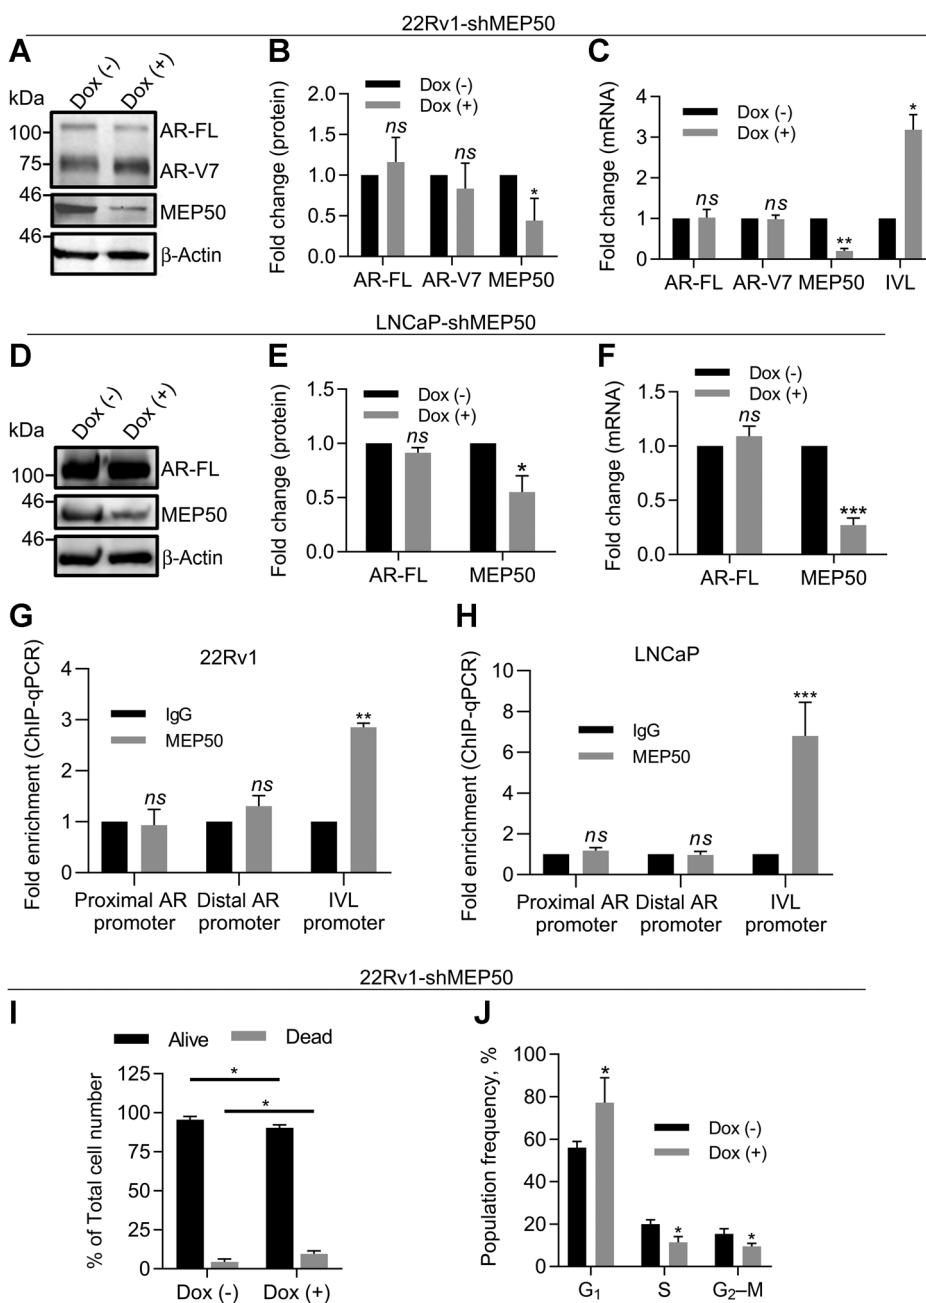 22Rv1-shMEP50
A
B
C
kDa
Dox (-)
Dox (+)
100
75
46
46
AR-FL
AR-V7
MEP50
β-Actin
Fold change (protein)
2.0
1.5
1.0
0.5
0.0
Dox (-)
Dox (+)
ns
ns
*
AR-FL
AR-V7
MEP50
Fold change (mRNA)
4
3
2
1
0
Dox (-)
Dox (+)
ns
ns
**
*
AR-FL
AR-V7
MEP50
IVL
LNCaP-shMEP50
D
E
F
kDa
Dox (-)
Dox (+)
100
46
46
AR-FL
MEP50
β-Actin
Fold change (protein)
1.5
1.0
0.5
0.0
Dox (-)
Dox (+)
ns
*
AR-FL
MEP50
Fold change (mRNA)
1.5
1.0
0.5
0.0
Dox (-)
Dox (+)
ns
***
AR-FL
MEP50
G
H
22Rv1
Fold enrichment (ChIP-qPCR)
4
3
2
1
0
IgG
MEP50
ns
ns
**
Proximal AR
promoter
Distal AR
promoter
IVL
promoter
LNCaP
Fold enrichment (ChIP-qPCR)
10
8
6
4
2
0
IgG
MEP50
ns
ns
***
Proximal AR
promoter
Distal AR
promoter
IVL
promoter
22Rv1-shMEP50
I
J
Alive
Dead
% of Total cell number
125
100
75
50
25
0
*
*
Dox (-)
Dox (+)
Population frequency, %
100
80
60
40
20
0
Dox (-)
Dox (+)
*
*
*
G₁
S
G₂–M